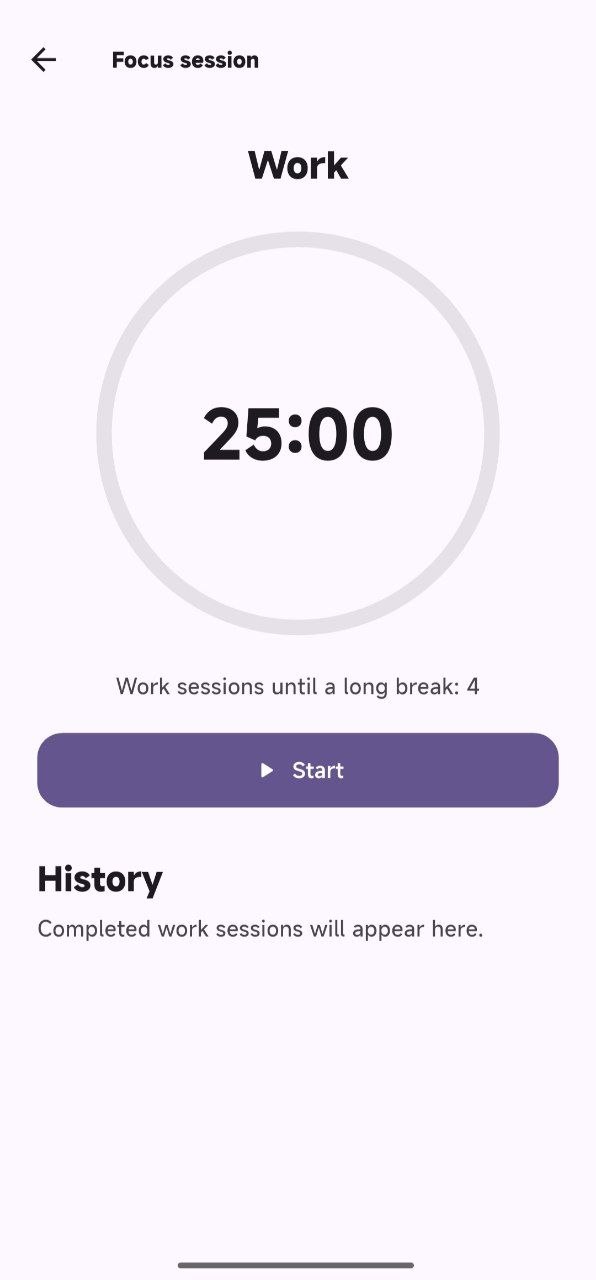 Focus session
Work
25:00
Work sessions until a long break: 4
Start
History
Completed work sessions will appear here.